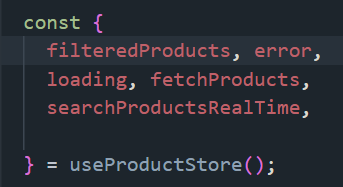 const {
filteredProducts, error,
loading, fetchProducts,
searchProductsRealTime,
} = useProductStore();